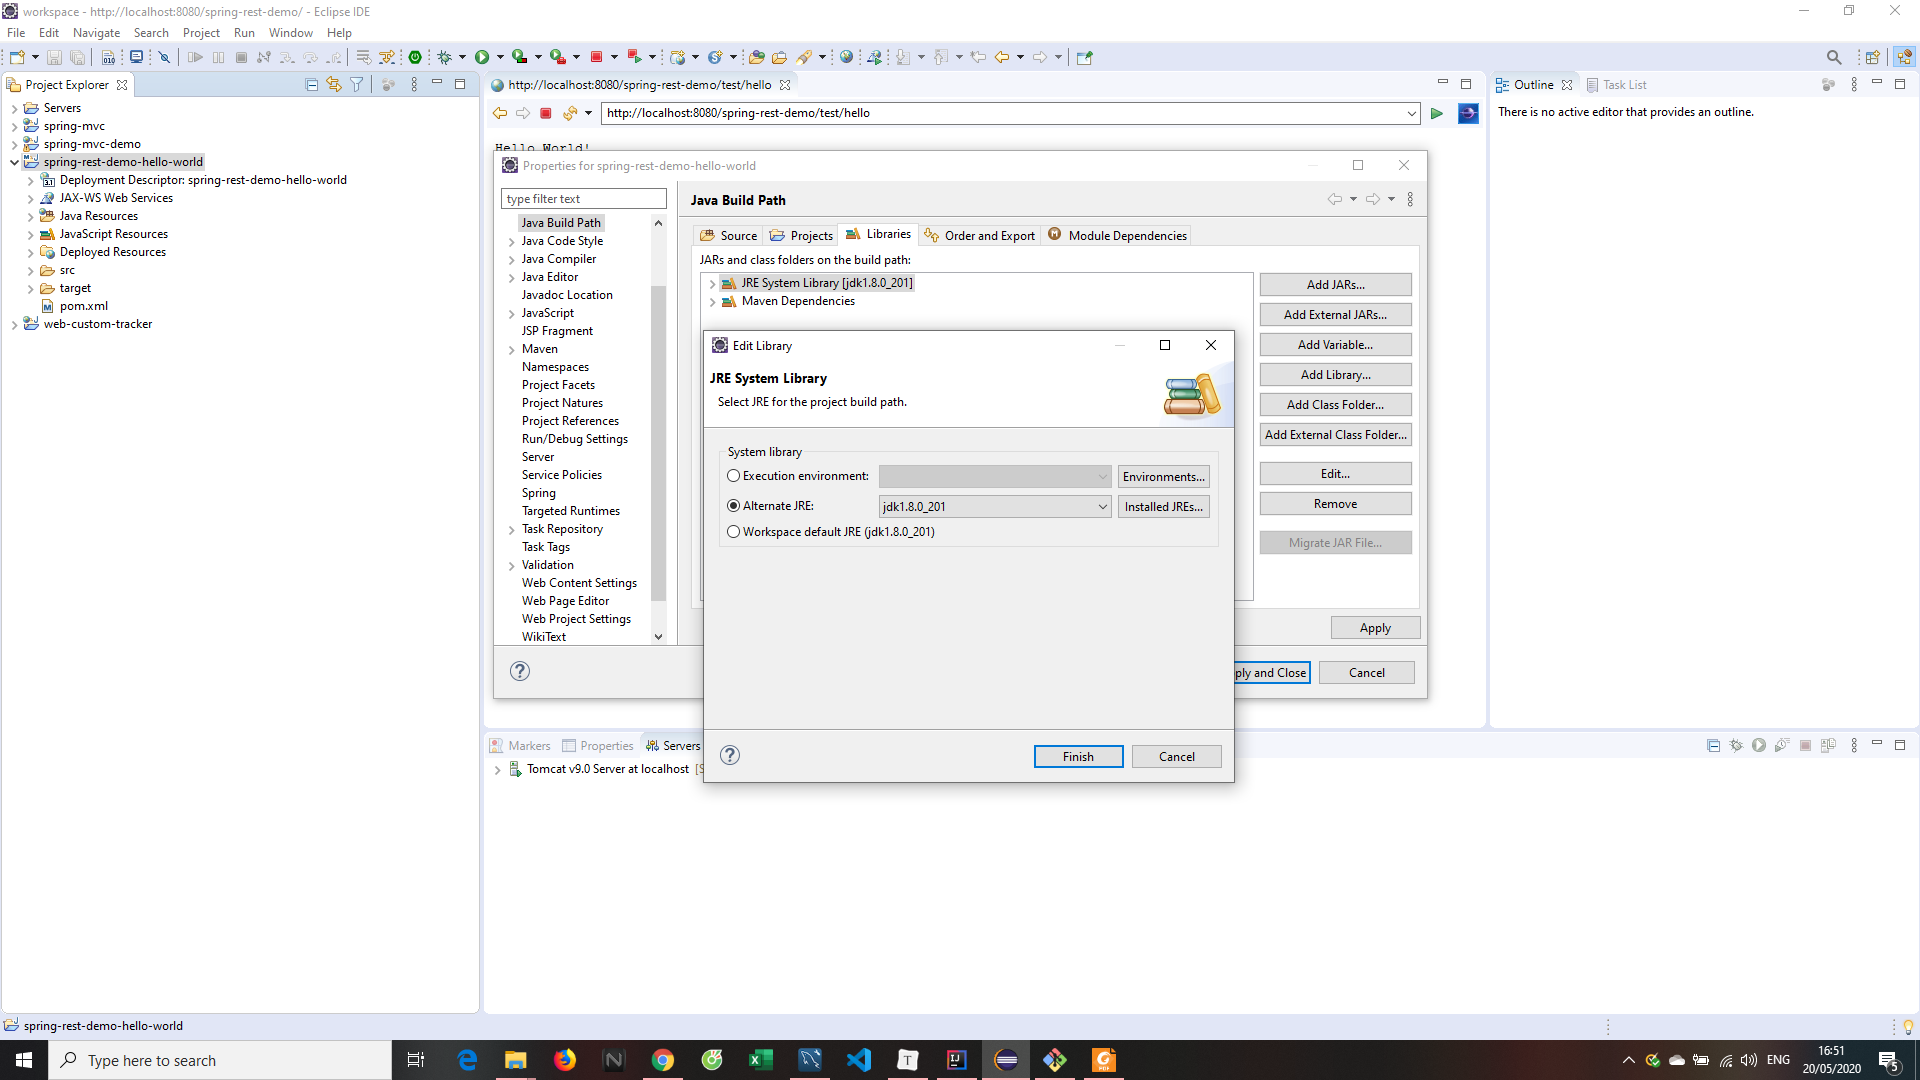 workspace - http://localhost:8080/spring-rest-demo/ - Eclipse IDE
File Edit Navigate Search Project Run Window Help
Project Explorer
Servers
spring-mvc
spring-mvc-demo
spring-rest-demo-hello-world
Deployment Descriptor: spring-rest-demo-hello-world
JAX-WS Web Services
Java Resources
JavaScript Resources
Deployed Resources
src
target
pom.xml
web-custom-tracker
http://localhost:8080/spring-rest-demo/test/hello
http://localhost:8080/spring-rest-demo/test/hello
Hello World!
Outline
Task List
There is no active editor that provides an outline.
Properties for spring-rest-demo-hello-world
type filter text
Java Build Path
Java Code Style
Java Compiler
Java Editor
Javadoc Location
JavaScript
JSP Fragment
Maven
Namespaces
Project Facets
Project Natures
Project References
Run/Debug Settings
Server
Service Policies
Spring
Targeted Runtimes
Task Repository
Task Tags
Validation
Web Content Settings
Web Page Editor
Web Project Settings
WikiText
Java Build Path
Source Projects Libraries Order and Export Module Dependencies
JARs and class folders on the build path:
JRE System Library [jdk1.8.0_201]
Maven Dependencies
Add JARs...
Add External JARs...
Add Variable...
Add Library...
Add Class Folder...
Add External Class Folder...
Edit...
Remove
Migrate JAR File...
Apply
ply and Close
Cancel
Edit Library
JRE System Library
Select JRE for the project build path.
System library
Execution environment:
Environments...
Alternate JRE:
jdk1.8.0_201
Installed JREs...
Workspace default JRE (jdk1.8.0_201)
Finish
Cancel
Markers Properties Servers
Tomcat v9.0 Server at localhost [S
spring-rest-demo-hello-world
Type here to search
ENG
16:51
20/05/2020
5